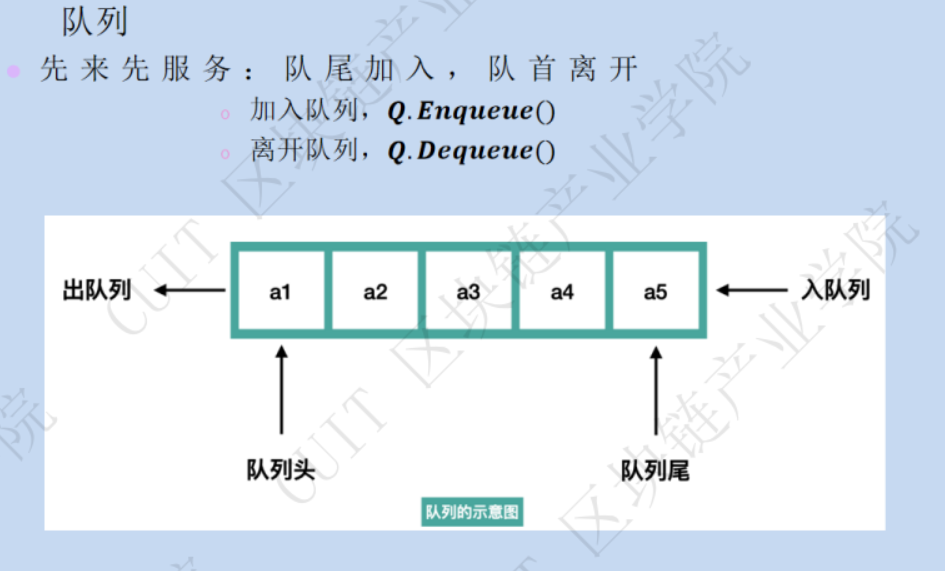 队列
先来先服务：队尾加入，队首离开
加入队列，Q.Enqueue()
离开队列，Q.Dequeue()
出队列 a1 a2 a3 a4 a5 入队列
队列头 队列尾
队列的示意图
CUIT 区块链产业学院
CUIT 区块链产业学院
区块链产业学院
院